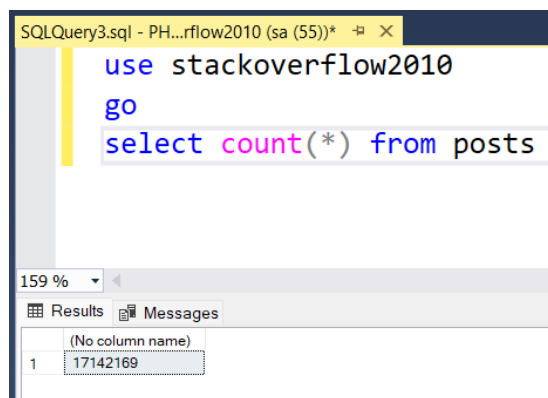 SQLQuery3.sql - PH...rflow2010 (sa (55))*
use stackoverflow2010
go
select count(*) from posts
159 %
Results Messages
(No column name)
1 17142169